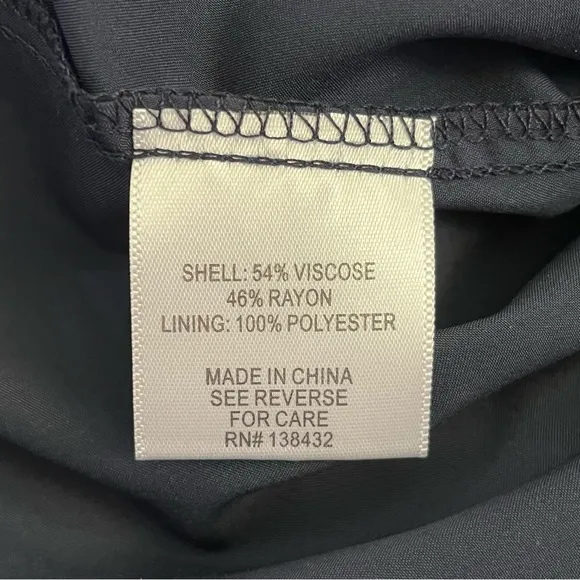 SHELL: 54% VISCOSE
46% RAYON
LINING: 100% POLYESTER
MADE IN CHINA
SEE REVERSE
FOR CARE
RN# 138432